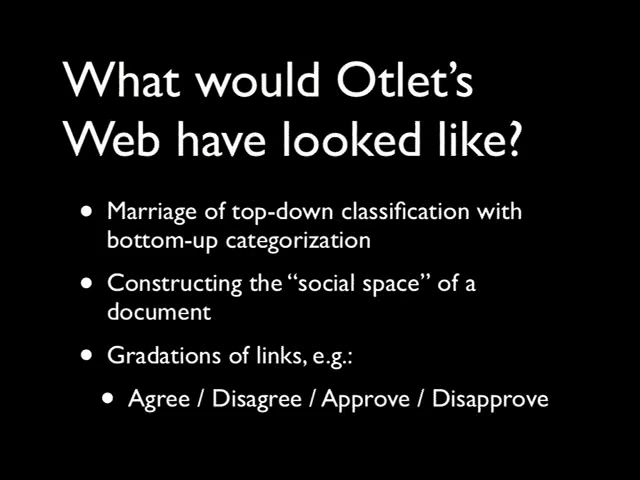 What would Otlet's
Web have looked like?
• Marriage of top-down classification with
bottom-up categorization
• Constructing the “social space” of a
document
• Gradations of links, e.g.:
• Agree / Disagree / Approve / Disapprove